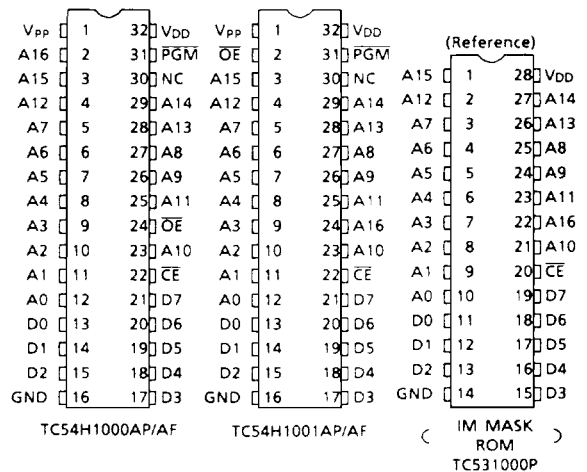 VPP 1 32 VDD
A16 2 31 PGM
A15 3 30 NC
A12 4 29 A14
A7 5 28 A13
A6 6 27 A8
A5 7 26 A9
A4 8 25 A11
A3 9 24 OE
A2 10 23 A10
A1 11 22 CE
A0 12 21 D7
D0 13 20 D6
D1 14 19 D5
D2 15 18 D4
GND 16 17 D3
TC54H1000AP/AF
VPP 1 32 VDD
OE 2 31 PGM
A15 3 30 NC
A12 4 29 A14
A7 5 28 A13
A6 6 27 A8
A5 7 26 A9
A4 8 25 A11
A3 9 24 A16
A2 10 23 A10
A1 11 22 CE
A0 12 21 D7
D0 13 20 D6
D1 14 19 D5
D2 15 18 D4
GND 16 17 D3
TC54H1001AP/AF
(Reference)
A15 1 28 VDD
A12 2 27 A14
A7 3 26 A13
A6 4 25 A8
A5 5 24 A9
A4 6 23 A11
A3 7 22 A16
A2 8 21 A10
A1 9 20 CE
A0 10 19 D7
D0 11 18 D6
D1 12 17 D5
D2 13 16 D4
GND 14 15 D3
( IM MASK )
ROM
TC531000P